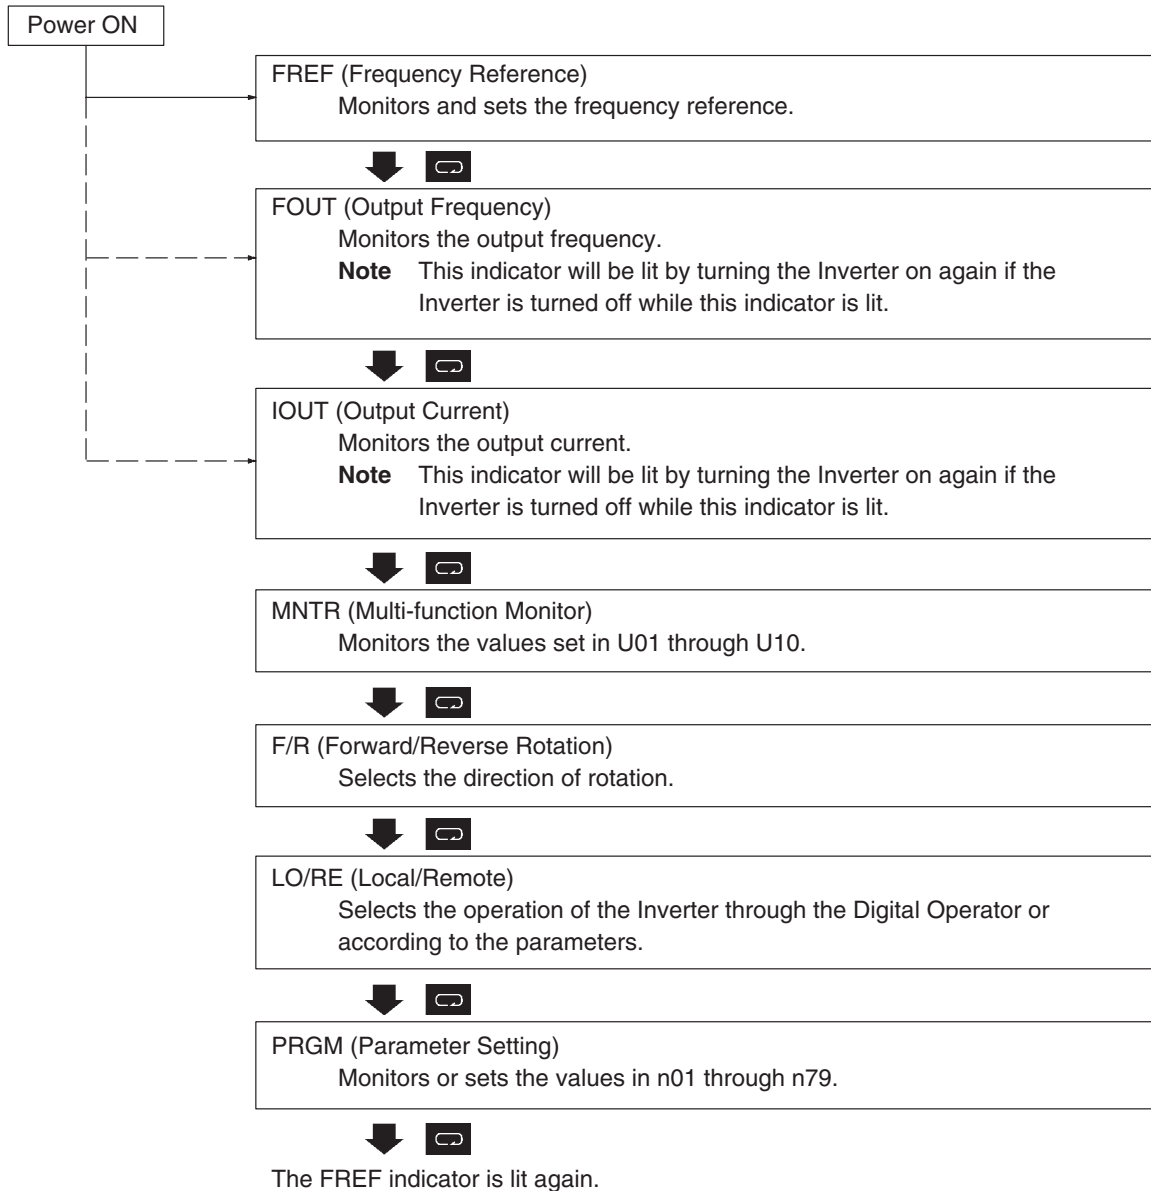 Power ON
FREF (Frequency Reference)
Monitors and sets the frequency reference.
FOUT (Output Frequency)
Monitors the output frequency.
Note This indicator will be lit by turning the Inverter on again if the
Inverter is turned off while this indicator is lit.
IOUT (Output Current)
Monitors the output current.
Note This indicator will be lit by turning the Inverter on again if the
Inverter is turned off while this indicator is lit.
MNTR (Multi-function Monitor)
Monitors the values set in U01 through U10.
F/R (Forward/Reverse Rotation)
Selects the direction of rotation.
LO/RE (Local/Remote)
Selects the operation of the Inverter through the Digital Operator or
according to the parameters.
PRGM (Parameter Setting)
Monitors or sets the values in n01 through n79.
The FREF indicator is lit again.